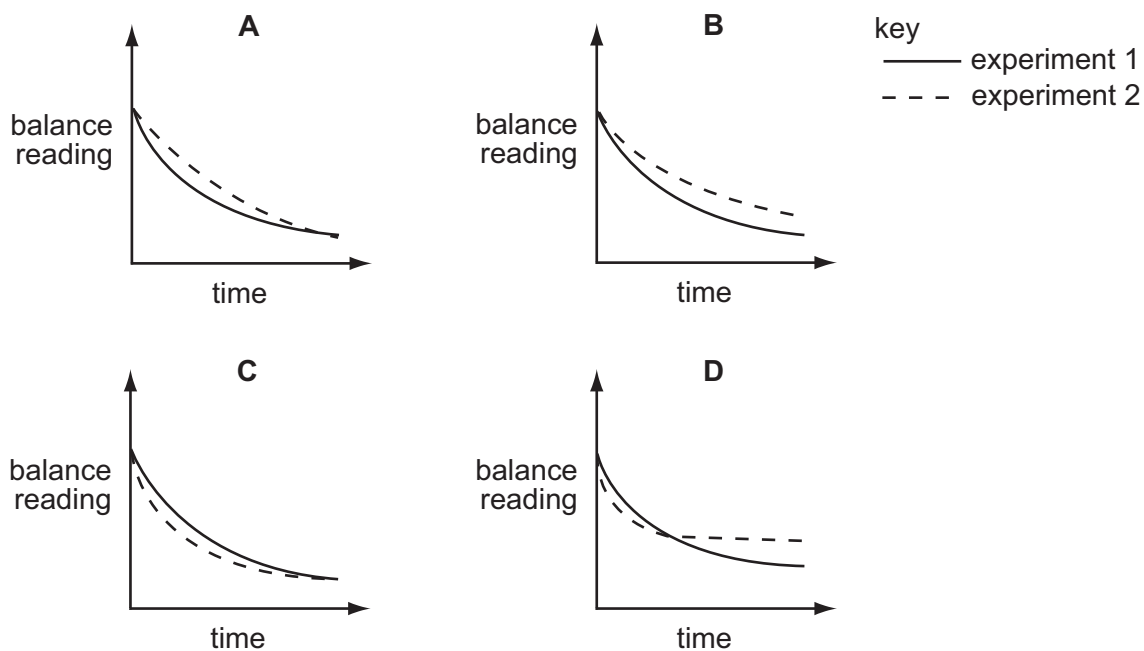 A
balance
reading
time
B
balance
reading
time
key
experiment 1
experiment 2
C
balance
reading
time
D
balance
reading
time